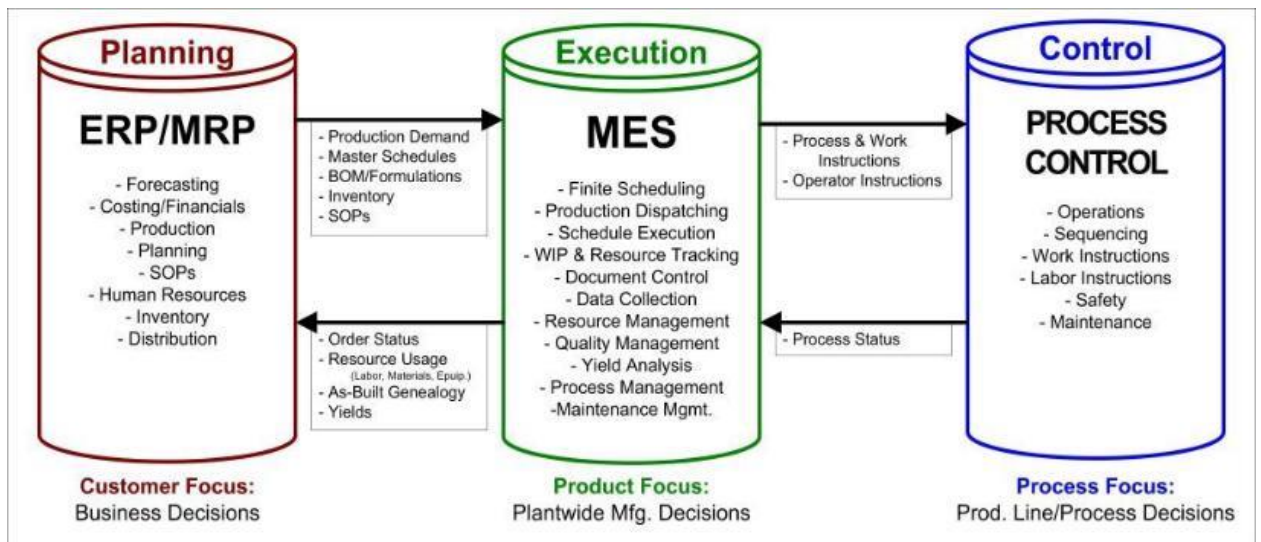 Planning
ERP/MRP
- Forecasting
- Costing/Financials
- Production
- Planning
- SOPs
- Human Resources
- Inventory
- Distribution
Customer Focus:
Business Decisions
- Production Demand
- Master Schedules
- BOM/Formulations
- Inventory
- SOPs
- Order Status
- Resource Usage
(Labor, Materials, Epuip.)
- As-Built Genealogy
- Yields
Execution
MES
- Finite Scheduling
- Production Dispatching
- Schedule Execution
- WIP & Resource Tracking
- Document Control
- Data Collection
- Resource Management
- Quality Management
- Yield Analysis
- Process Management
-Maintenance Mgmt.
Product Focus:
Plantwide Mfg. Decisions
- Process & Work
Instructions
- Operator Instructions
- Process Status
Control
PROCESS
CONTROL
- Operations
- Sequencing
- Work Instructions
- Labor Instructions
- Safety
- Maintenance
Process Focus:
Prod. Line/Process Decisions